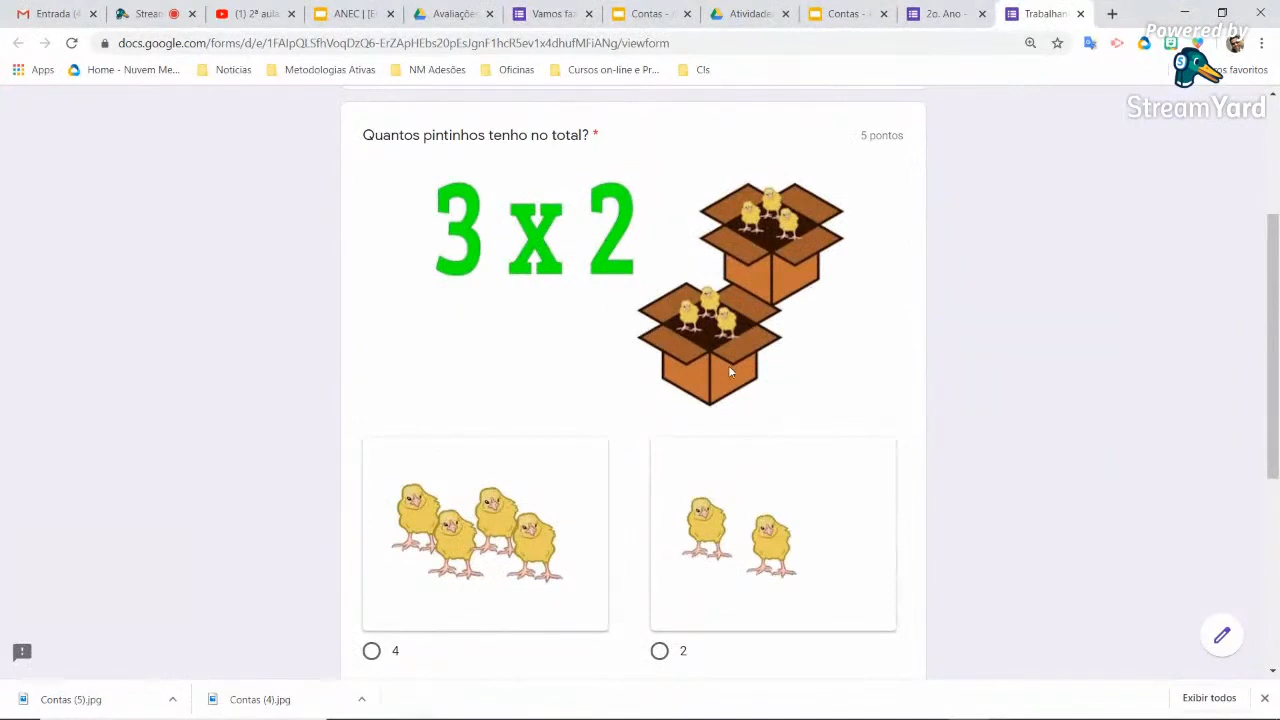 Entrada (4
Stream
(1) 2ª aula
ANEC [E
Avaliaçõe
Vamos fa
Contas -
Atividade
Contas -
2o. Ano -
Trabalhan
Powered by
docs.google.com/forms/d/e/
/viewform
StreamYard
Apps
Home - Nuvem Me...
Notícias
Metodologias Ativas
NM Adesões
Oficinas
Cursos on-line e Pr...
CIs
os favoritos
Quantos pintinhos tenho no total? *
5 pontos
3 x 2
4
2
Contas (5).jpg
Contas (4).jpg
Exibir todos